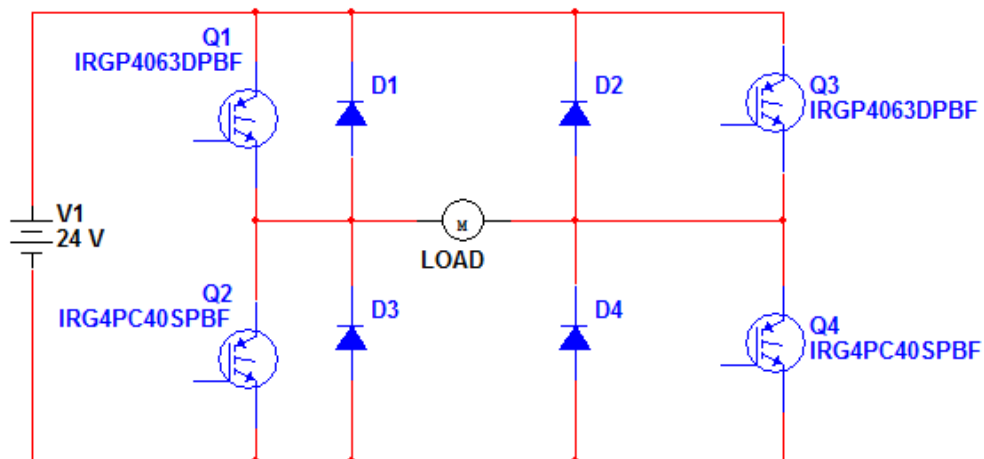 Q1
IRGP4063DPBF
D1
D2
Q3
IRGP4063DPBF
V1
24 V
M
LOAD
Q2
IRG4PC40SPBF
D3
D4
Q4
IRG4PC40SPBF